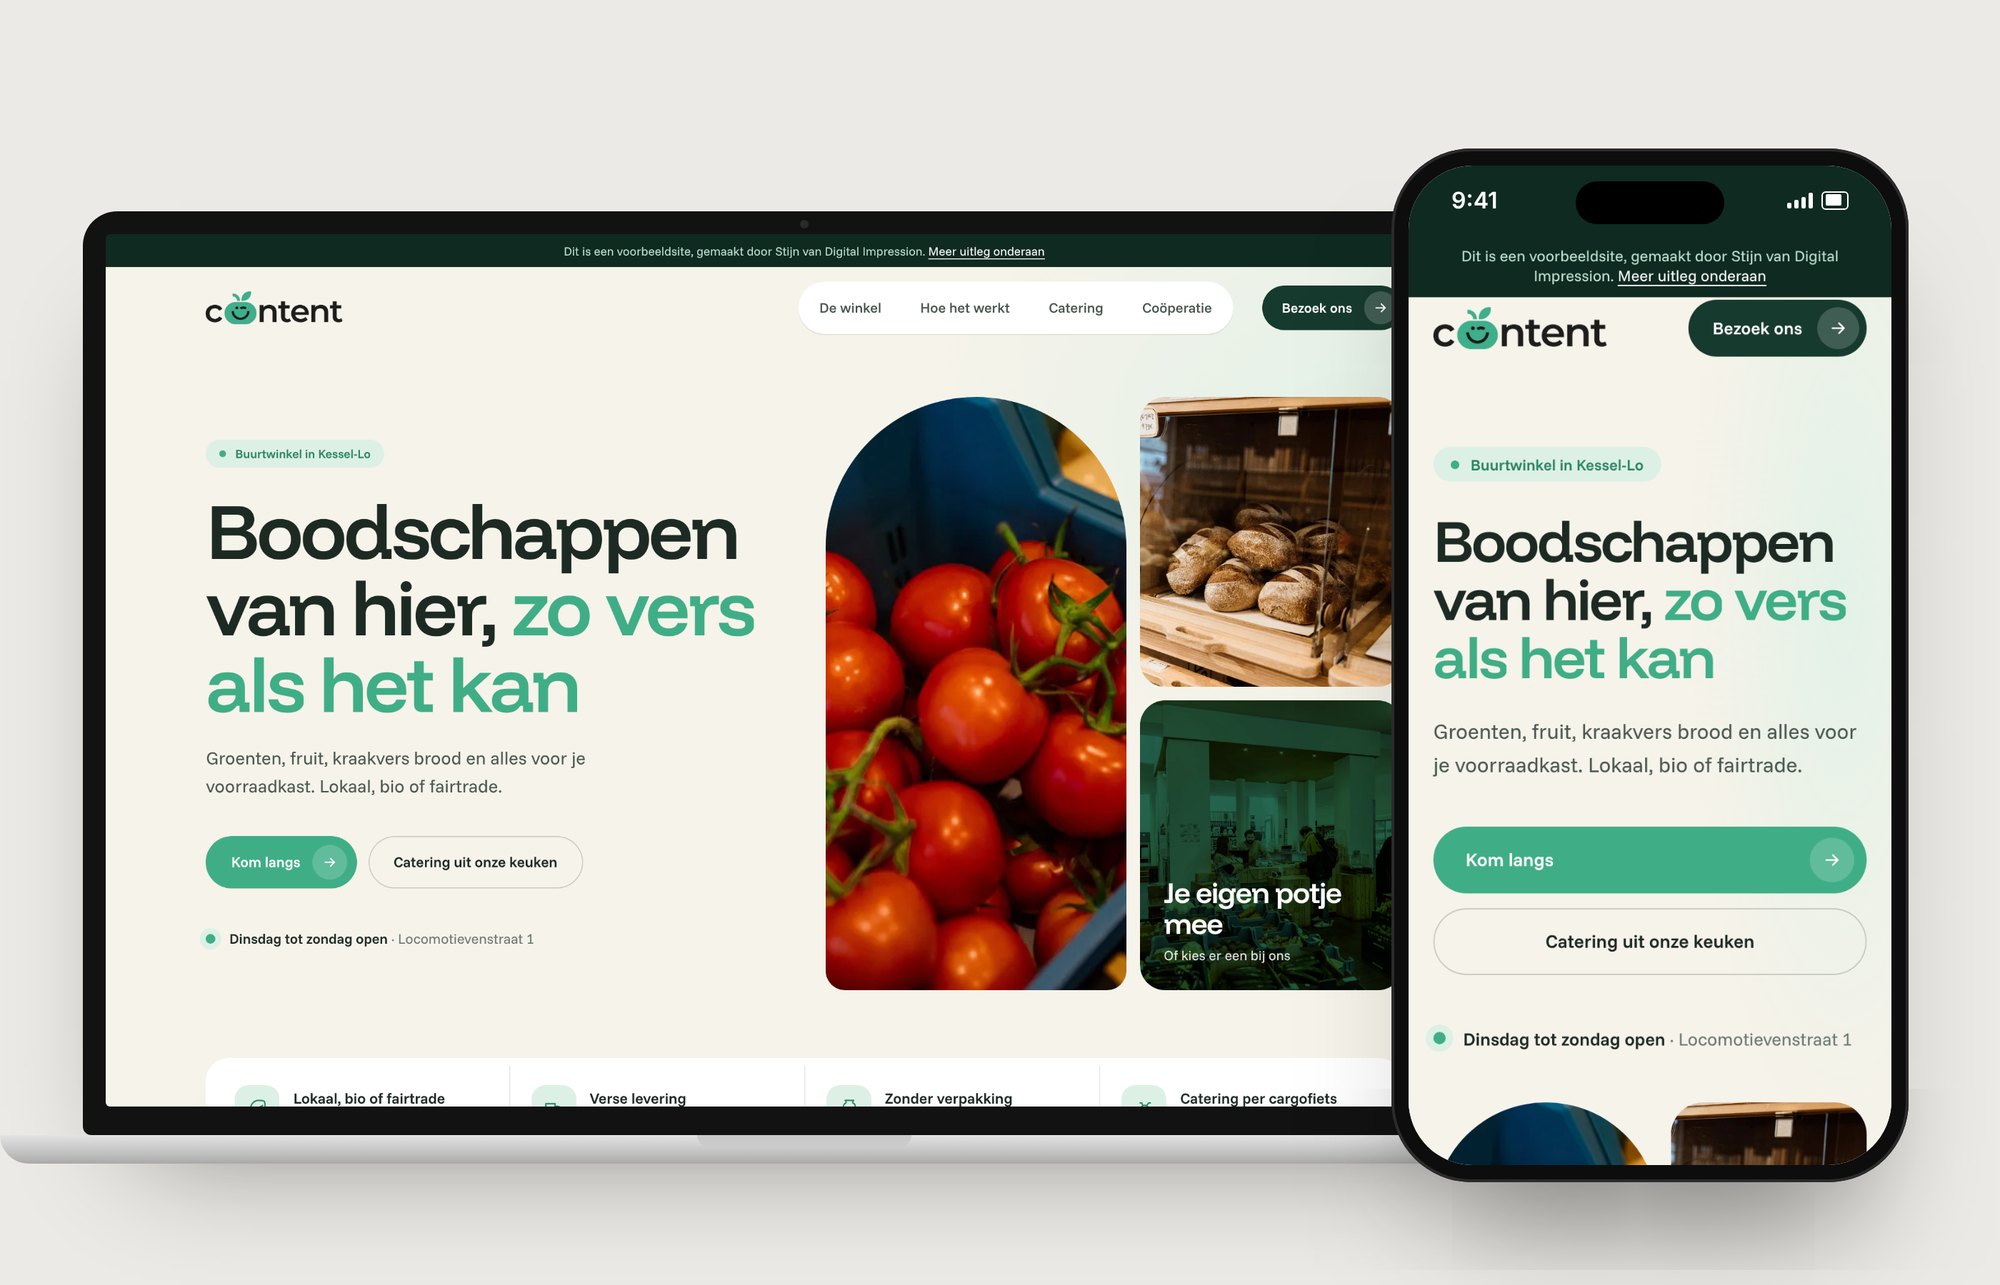 Dit is een voorbeeldsite, gemaakt door Stijn van Digital Impression. Meer uitleg onderaan
content
De winkel
Hoe het werkt
Catering
Coöperatie
Bezoek ons
Buurtwinkel in Kessel-Lo
Boodschappen
van hier, zo vers
als het kan
Groenten, fruit, kraakvers brood en alles voor je
voorraadkast. Lokaal, bio of fairtrade.
Kom langs
Catering uit onze keuken
Dinsdag tot zondag open · Locomotievenstraat 1
Je eigen potje
mee
Of kies er een bij ons
Lokaal, bio of fairtrade
Verse levering
Zonder verpakking
Catering per cargofiets
9:41
Dit is een voorbeeldsite, gemaakt door Stijn van Digital
Impression. Meer uitleg onderaan
content
Bezoek ons
Buurtwinkel in Kessel-Lo
Boodschappen
van hier, zo vers
als het kan
Groenten, fruit, kraakvers brood en alles voor
je voorraadkast. Lokaal, bio of fairtrade.
Kom langs
Catering uit onze keuken
Dinsdag tot zondag open · Locomotievenstraat 1